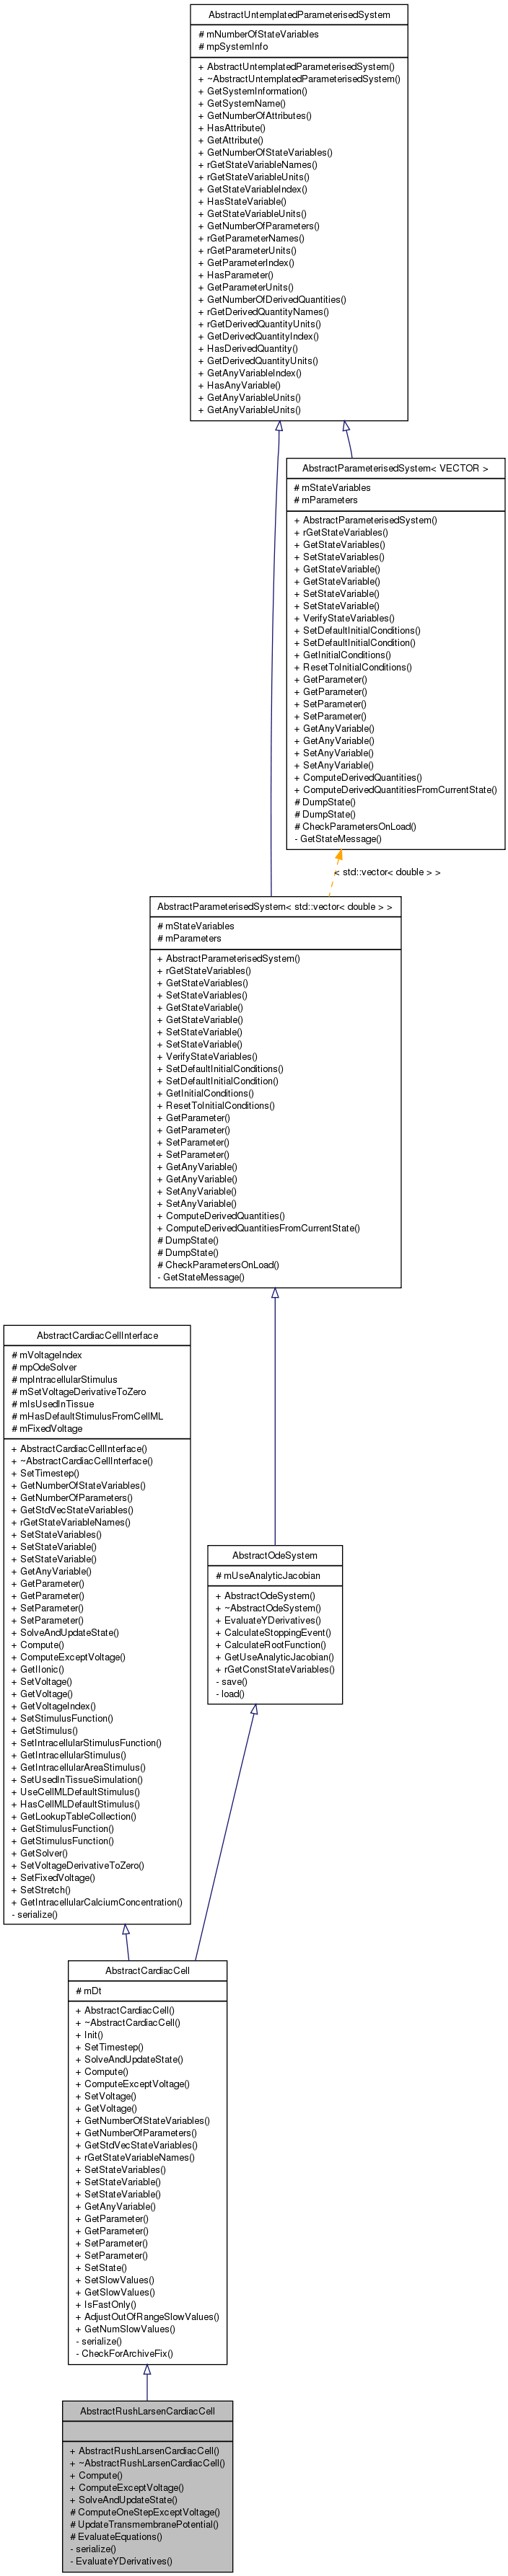 AbstractUntemplatedParameterisedSystem
# mNumberOfStateVariables
# mpSystemInfo
+ AbstractUntemplatedParameterisedSystem()
+ ~AbstractUntemplatedParameterisedSystem()
+ GetSystemInformation()
+ GetSystemName()
+ GetNumberOfAttributes()
+ HasAttribute()
+ GetAttribute()
+ GetNumberOfStateVariables()
+ rGetStateVariableNames()
+ rGetStateVariableUnits()
+ GetStateVariableIndex()
+ HasStateVariable()
+ GetStateVariableUnits()
+ GetNumberOfParameters()
+ rGetParameterNames()
+ rGetParameterUnits()
+ GetParameterIndex()
+ HasParameter()
+ GetParameterUnits()
+ GetNumberOfDerivedQuantities()
+ rGetDerivedQuantityNames()
+ rGetDerivedQuantityUnits()
+ GetDerivedQuantityIndex()
+ HasDerivedQuantity()
+ GetDerivedQuantityUnits()
+ GetAnyVariableIndex()
+ HasAnyVariable()
+ GetAnyVariableUnits()
+ GetAnyVariableUnits()
AbstractParameterisedSystem< VECTOR >
# mStateVariables
# mParameters
+ AbstractParameterisedSystem()
+ rGetStateVariables()
+ GetStateVariables()
+ SetStateVariables()
+ GetStateVariable()
+ GetStateVariable()
+ SetStateVariable()
+ SetStateVariable()
+ VerifyStateVariables()
+ SetDefaultInitialConditions()
+ SetDefaultInitialCondition()
+ GetInitialConditions()
+ ResetToInitialConditions()
+ GetParameter()
+ GetParameter()
+ SetParameter()
+ SetParameter()
+ GetAnyVariable()
+ GetAnyVariable()
+ SetAnyVariable()
+ SetAnyVariable()
+ ComputeDerivedQuantities()
+ ComputeDerivedQuantitiesFromCurrentState()
# DumpState()
# DumpState()
# CheckParametersOnLoad()
- GetStateMessage()
< std::vector< double > >
AbstractParameterisedSystem< std::vector< double > >
# mStateVariables
# mParameters
+ AbstractParameterisedSystem()
+ rGetStateVariables()
+ GetStateVariables()
+ SetStateVariables()
+ GetStateVariable()
+ GetStateVariable()
+ SetStateVariable()
+ SetStateVariable()
+ VerifyStateVariables()
+ SetDefaultInitialConditions()
+ SetDefaultInitialCondition()
+ GetInitialConditions()
+ ResetToInitialConditions()
+ GetParameter()
+ GetParameter()
+ SetParameter()
+ SetParameter()
+ GetAnyVariable()
+ GetAnyVariable()
+ SetAnyVariable()
+ SetAnyVariable()
+ ComputeDerivedQuantities()
+ ComputeDerivedQuantitiesFromCurrentState()
# DumpState()
# DumpState()
# CheckParametersOnLoad()
- GetStateMessage()
AbstractCardiacCellInterface
# mVoltageIndex
# mpOdeSolver
# mpIntracellularStimulus
# mSetVoltageDerivativeToZero
# mIsUsedInTissue
# mHasDefaultStimulusFromCellML
# mFixedVoltage
+ AbstractCardiacCellInterface()
+ ~AbstractCardiacCellInterface()
+ SetTimestep()
+ GetNumberOfStateVariables()
+ GetNumberOfParameters()
+ GetStdVecStateVariables()
+ rGetStateVariableNames()
+ SetStateVariables()
+ SetStateVariable()
+ SetStateVariable()
+ GetAnyVariable()
+ GetParameter()
+ GetParameter()
+ SetParameter()
+ SetParameter()
+ SolveAndUpdateState()
+ Compute()
+ ComputeExceptVoltage()
+ GetIIonic()
+ SetVoltage()
+ GetVoltage()
+ GetVoltageIndex()
+ SetStimulusFunction()
+ GetStimulus()
+ SetIntracellularStimulusFunction()
+ GetIntracellularStimulus()
+ GetIntracellularAreaStimulus()
+ SetUsedInTissueSimulation()
+ UseCellMLDefaultStimulus()
+ HasCellMLDefaultStimulus()
+ GetLookupTableCollection()
+ GetStimulusFunction()
+ GetStimulusFunction()
+ GetSolver()
+ SetVoltageDerivativeToZero()
+ SetFixedVoltage()
+ SetStretch()
+ GetIntracellularCalciumConcentration()
- serialize()
AbstractOdeSystem
# mUseAnalyticJacobian
+ AbstractOdeSystem()
+ ~AbstractOdeSystem()
+ EvaluateYDerivatives()
+ CalculateStoppingEvent()
+ CalculateRootFunction()
+ GetUseAnalyticJacobian()
+ rGetConstStateVariables()
- save()
- load()
AbstractCardiacCell
# mDt
+ AbstractCardiacCell()
+ ~AbstractCardiacCell()
+ Init()
+ SetTimestep()
+ SolveAndUpdateState()
+ Compute()
+ ComputeExceptVoltage()
+ SetVoltage()
+ GetVoltage()
+ GetNumberOfStateVariables()
+ GetNumberOfParameters()
+ GetStdVecStateVariables()
+ rGetStateVariableNames()
+ SetStateVariables()
+ SetStateVariable()
+ SetStateVariable()
+ GetAnyVariable()
+ GetParameter()
+ GetParameter()
+ SetParameter()
+ SetParameter()
+ SetState()
+ SetSlowValues()
+ GetSlowValues()
+ IsFastOnly()
+ AdjustOutOfRangeSlowValues()
+ GetNumSlowValues()
- serialize()
- CheckForArchiveFix()
AbstractRushLarsenCardiacCell
+ AbstractRushLarsenCardiacCell()
+ ~AbstractRushLarsenCardiacCell()
+ Compute()
+ ComputeExceptVoltage()
+ SolveAndUpdateState()
# ComputeOneStepExceptVoltage()
# UpdateTransmembranePotential()
# EvaluateEquations()
- serialize()
- EvaluateYDerivatives()